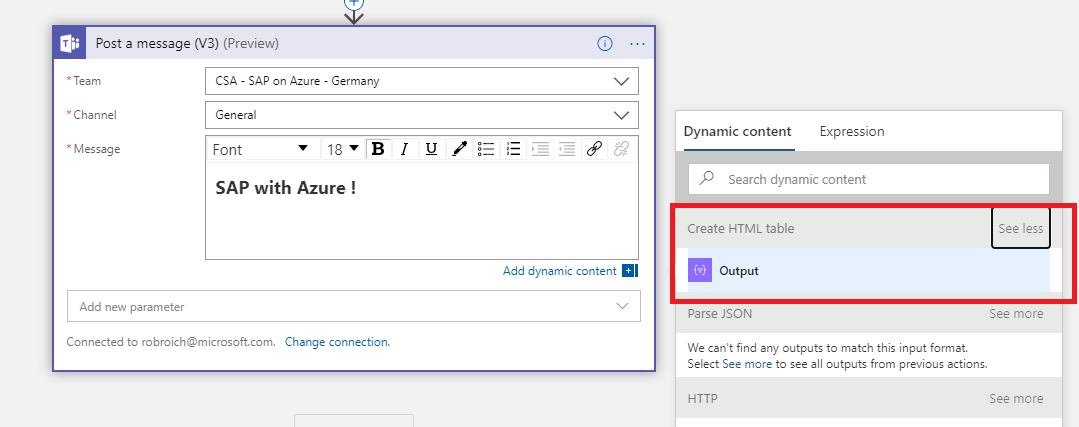 Post a message (V3) (Preview)
* Team
CSA - SAP on Azure - Germany
* Channel
General
* Message
Font 18 B I U
SAP with Azure !
Add dynamic content
Add new parameter
Connected to robroich@microsoft.com. Change connection.
Dynamic content Expression
Search dynamic content
Create HTML table See less
Output
Parse JSON See more
We can't find any outputs to match this input format.
Select See more to see all outputs from previous actions.
HTTP See more